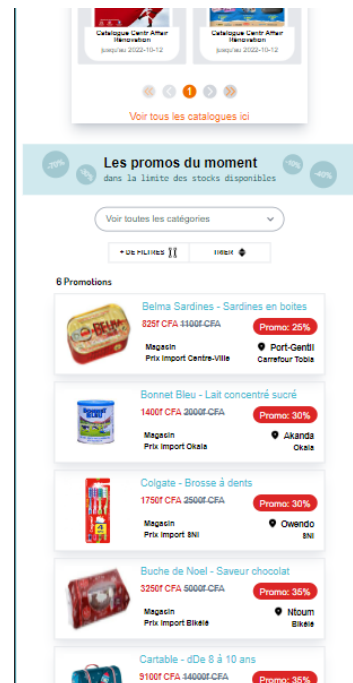 Catalogue Centr Affair Rénovation
jusqu'au 2022-10-12
Catalogue Centr Affair Rénovation
jusqu'au 2022-10-12
1
Voir tous les catalogues ici
-20%
Les promos du moment
dans la limite des stocks disponibles
-40%
Voir toutes les catégories
+ DE FILTRES
TRIER
6 Promotions
Belma Sardines - Sardines en boites
825f CFA 1100f CFA
Promo: 25%
Magasin
Port-Gentil
Prix Import Centre-Ville
Carrefour Tobia
Bonnet Bleu - Lait concentré sucré
1400f CFA 2000f CFA
Promo: 30%
Magasin
Akanda
Prix Import Okala
Okala
Colgate - Brosse à dents
1750f CFA 2500f CFA
Promo: 30%
Magasin
Owendo
Prix Import SNI
SNI
Buche de Noel - Saveur chocolat
3250f CFA 5000f CFA
Promo: 35%
Magasin
Ntoum
Prix Import Bikélé
Bikélé
Cartable - dDe 8 à 10 ans
9100f CFA 14000f CFA
Promo: 35%